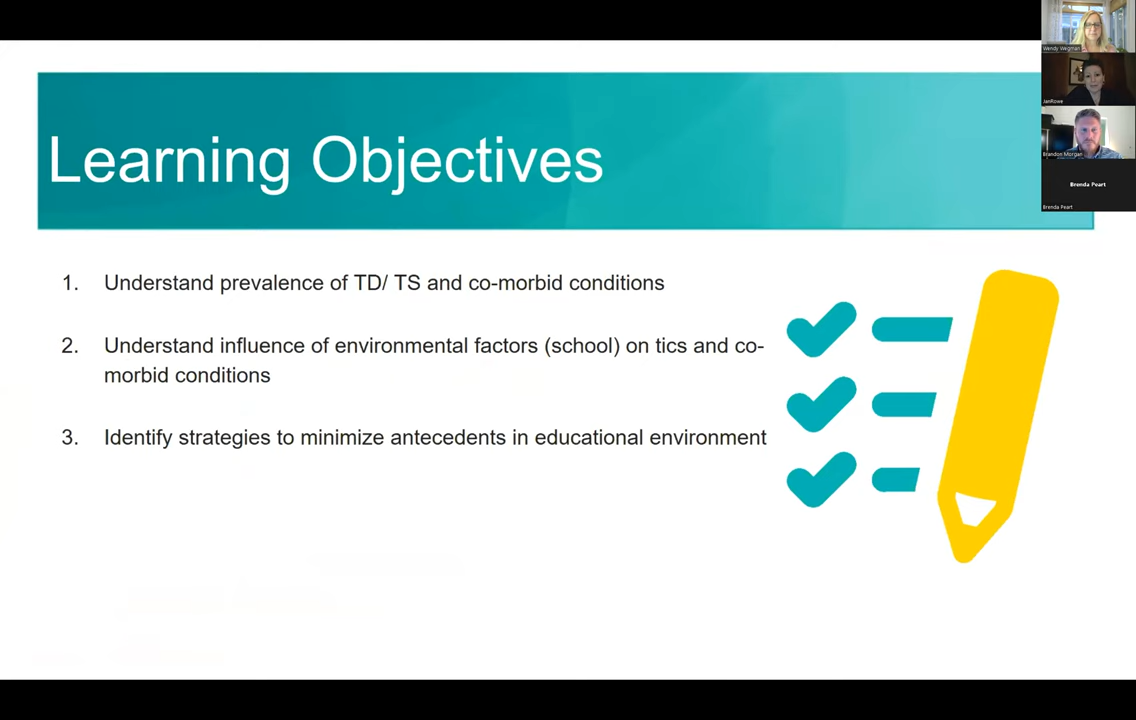 Learning Objectives
1. Understand prevalence of TD/ TS and co-morbid conditions
2. Understand influence of environmental factors (school) on tics and co-
morbid conditions
3. Identify strategies to minimize antecedents in educational environment
Wendy Wegman
JanRowe
Brandon Morgan
Brenda Peart
Brenda Peart